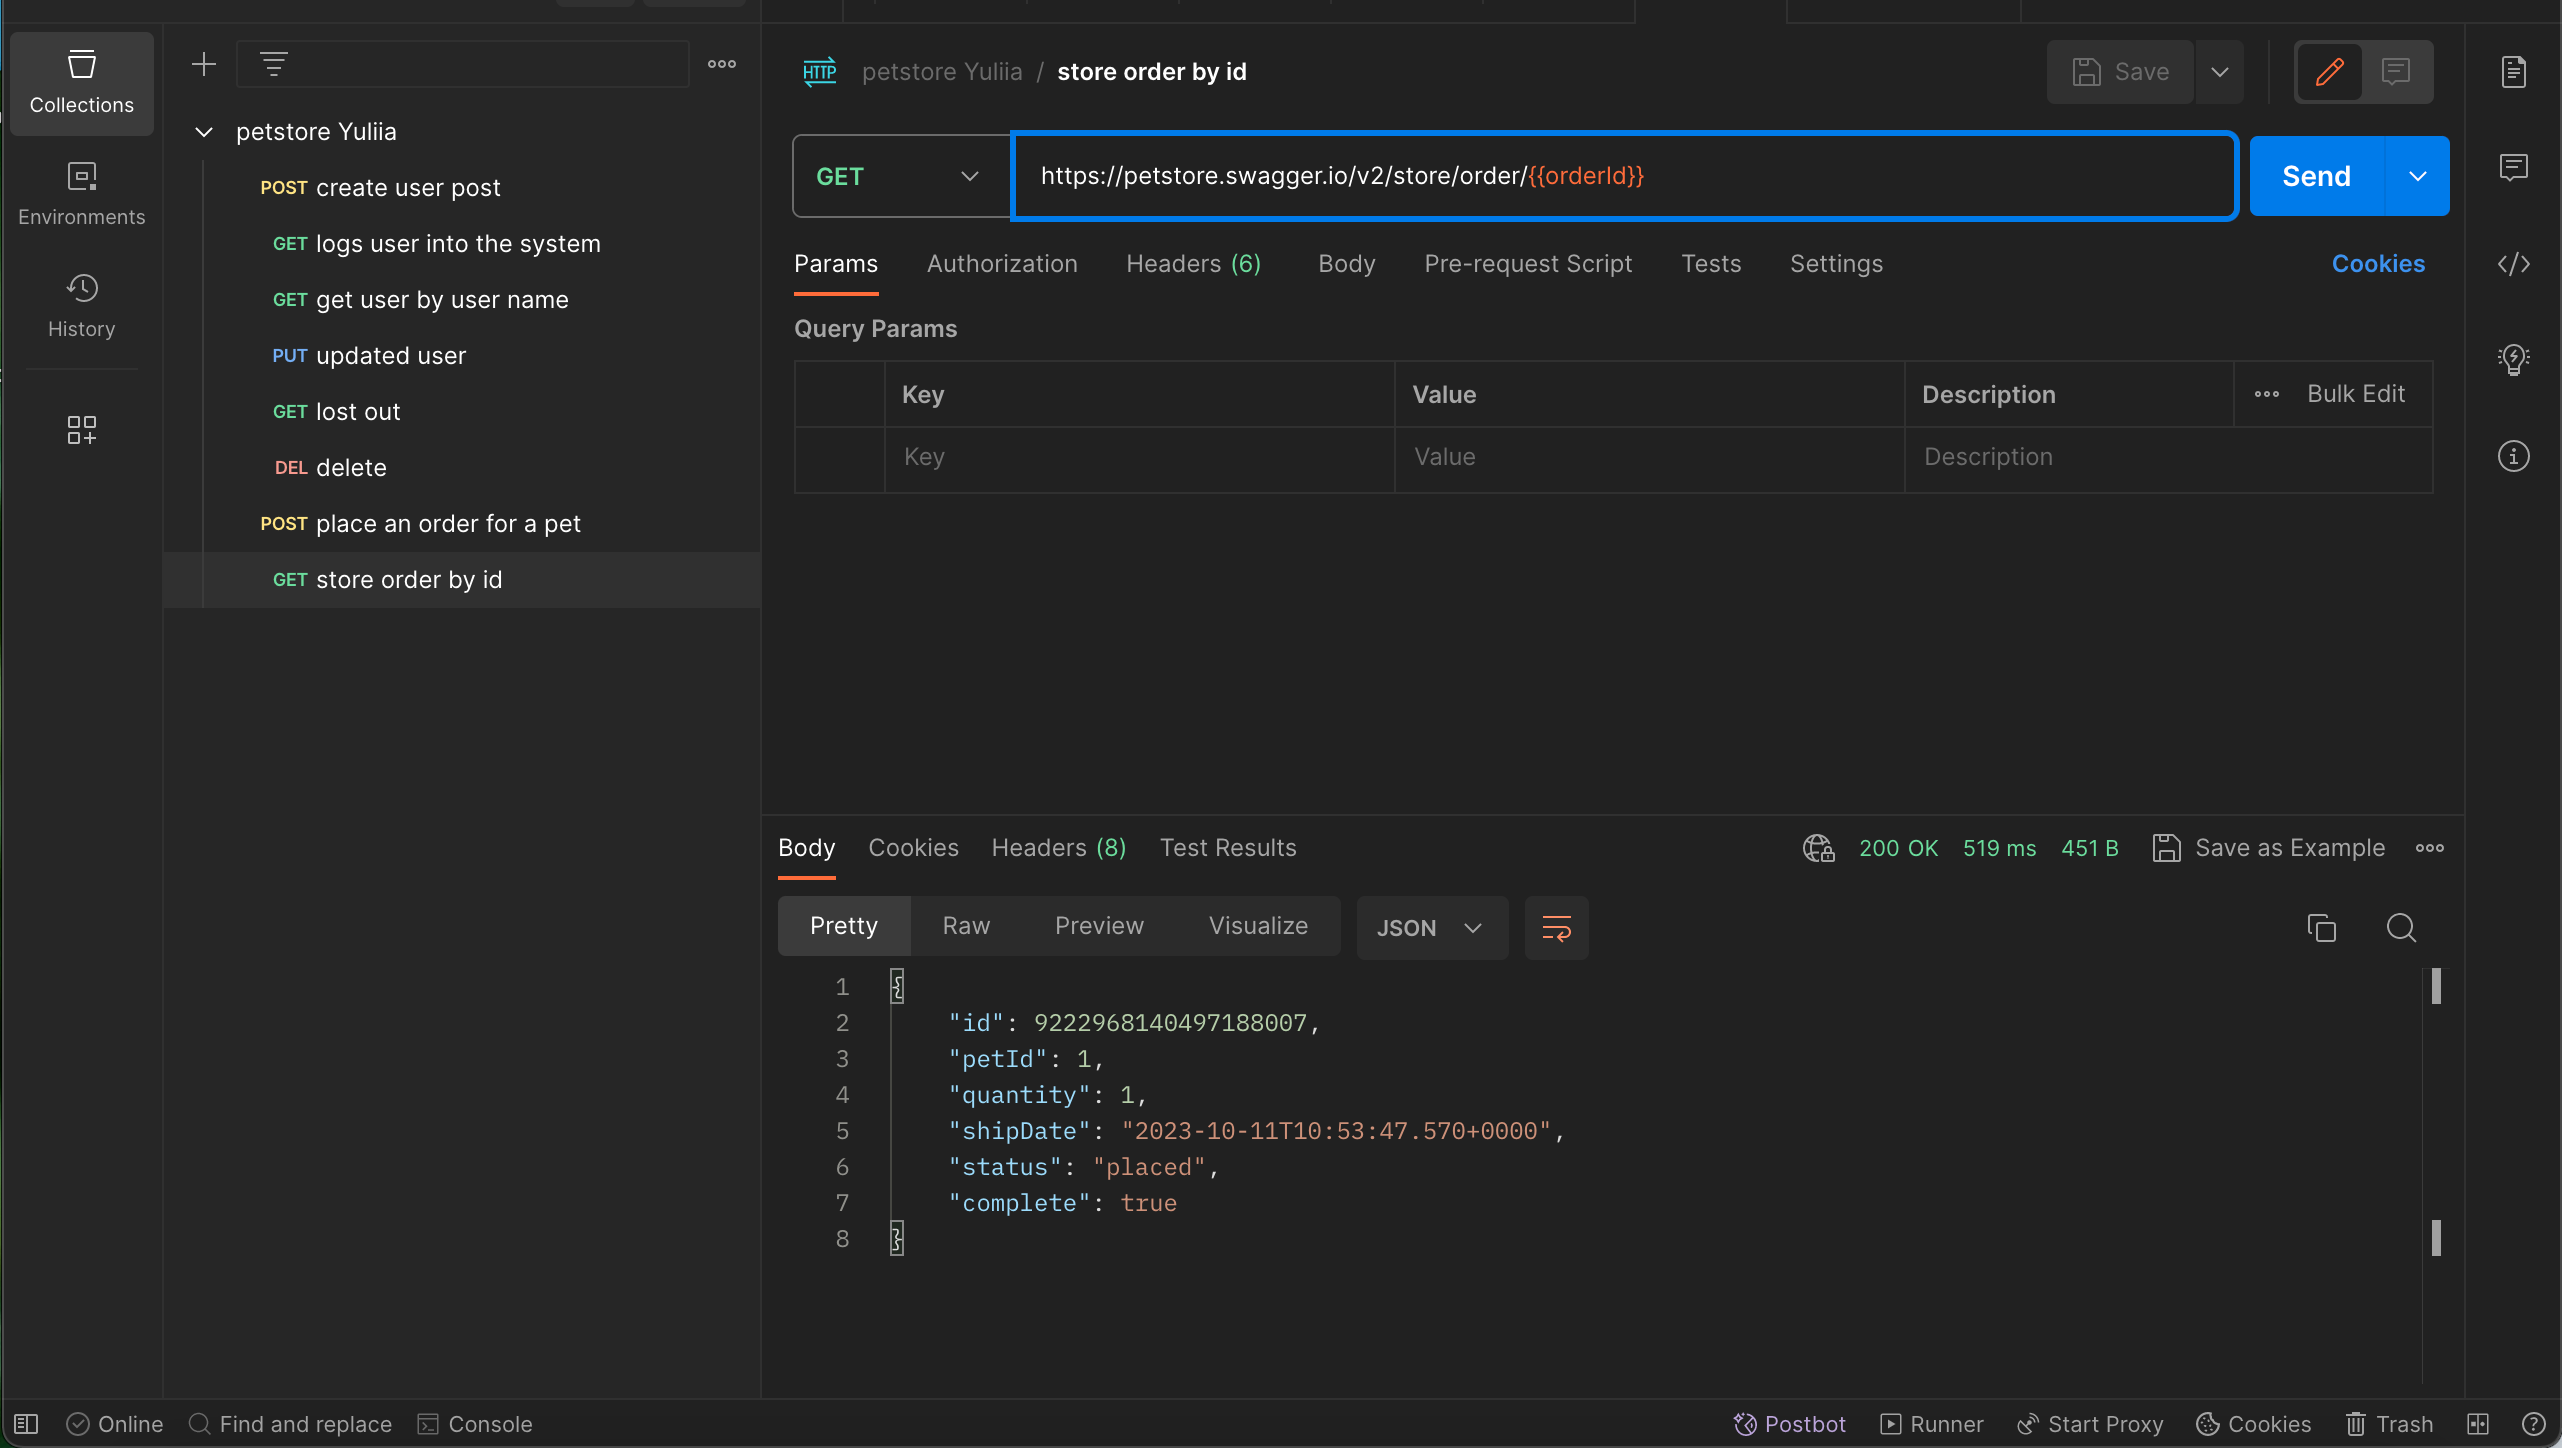 Collections
Environments
History
petstore Yuliia
POST create user post
GET logs user into the system
GET get user by user name
PUT updated user
GET lost out
DEL delete
POST place an order for a pet
GET store order by id
HTTP petstore Yuliia / store order by id
Save
GET
https://petstore.swagger.io/v2/store/order/{{orderId}}
Send
Params Authorization Headers (6) Body Pre-request Script Tests Settings Cookies
Query Params
Key Value Description Bulk Edit
Key Value Description
Body Cookies Headers (8) Test Results 200 OK 519 ms 451 B Save as Example
Pretty Raw Preview Visualize JSON
1 {
2 "id": 9222968140497188007,
3 "petId": 1,
4 "quantity": 1,
5 "shipDate": "2023-10-11T10:53:47.570+0000",
6 "status": "placed",
7 "complete": true
8 }
Online Find and replace Console Postbot Runner Start Proxy Cookies Trash